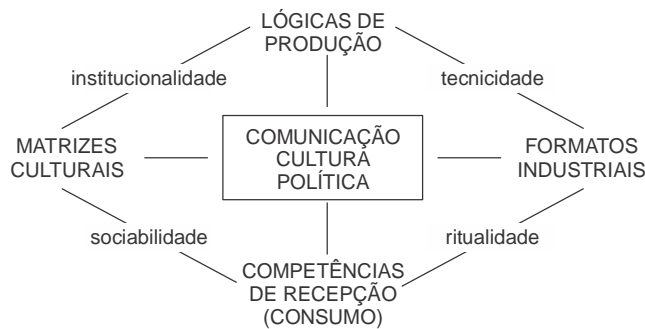 LÓGICAS DE
PRODUÇÃO
institucionalidade
tecnicidade
MATRIZES
CULTURAIS
COMUNICAÇÃO
CULTURA
POLÍTICA
FORMATOS
INDUSTRIAIS
sociabilidade
ritualidade
COMPETÊNCIAS
DE RECEPÇÃO
(CONSUMO)